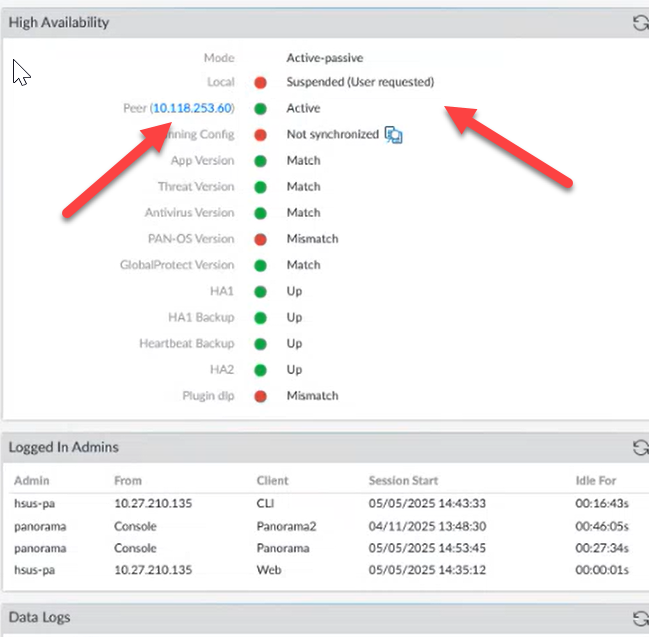 High Availability
Mode Active-passive
Local Suspended (User requested)
Peer (10.118.253.60) Active
nning Config Not synchronized
App Version Match
Threat Version Match
Antivirus Version Match
PAN-OS Version Mismatch
GlobalProtect Version Match
HA1 Up
HA1 Backup Up
Heartbeat Backup Up
HA2 Up
Plugin dlp Mismatch
Logged In Admins
Admin From Client Session Start Idle For
hsus-pa 10.27.210.135 CLI 05/05/2025 14:43:33 00:16:43s
panorama Console Panorama2 04/11/2025 13:48:30 00:46:05s
panorama Console Panorama 05/05/2025 14:53:45 00:27:34s
hsus-pa 10.27.210.135 Web 05/05/2025 14:35:12 00:00:01s
Data Logs